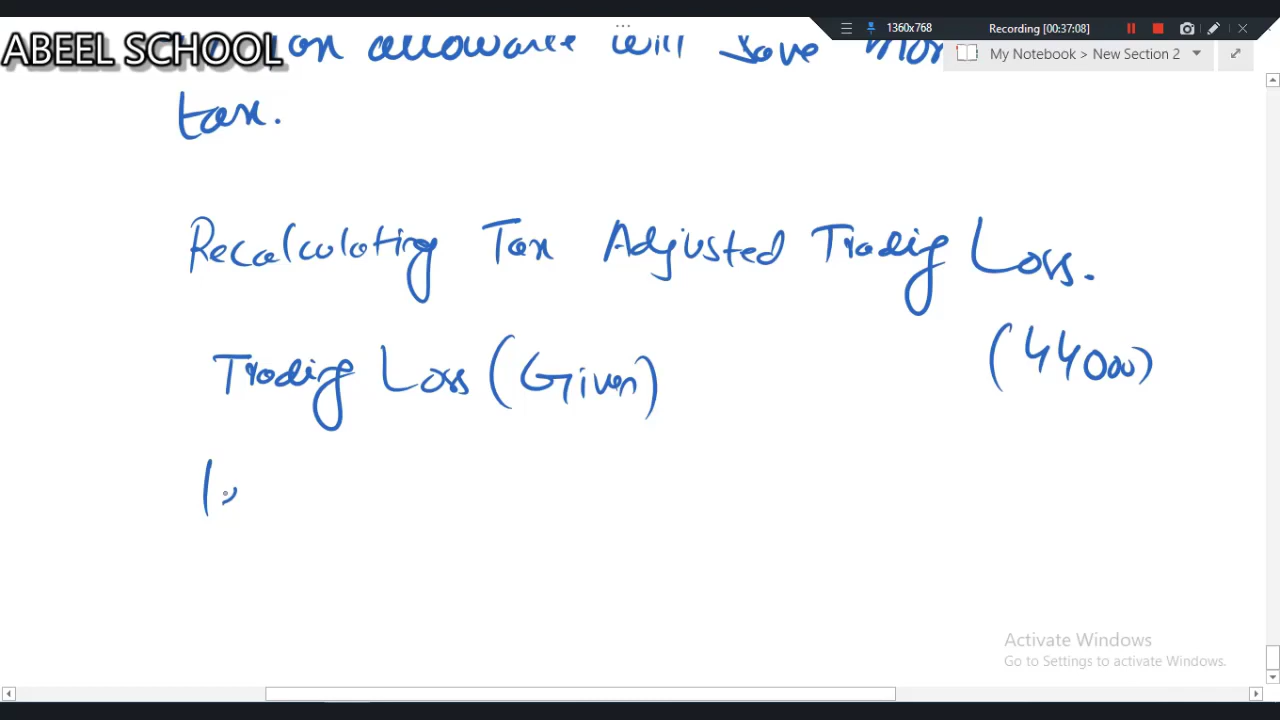 ABEEL SCHOOL
1360x768
Recording [00:37:08]
My Notebook > New Section 2
allowance will save
tax.
Recalculating Tax Adjusted Tradig Loss.
Trading Loss (Given) (44000)
Activate Windows
Go to Settings to activate Windows.